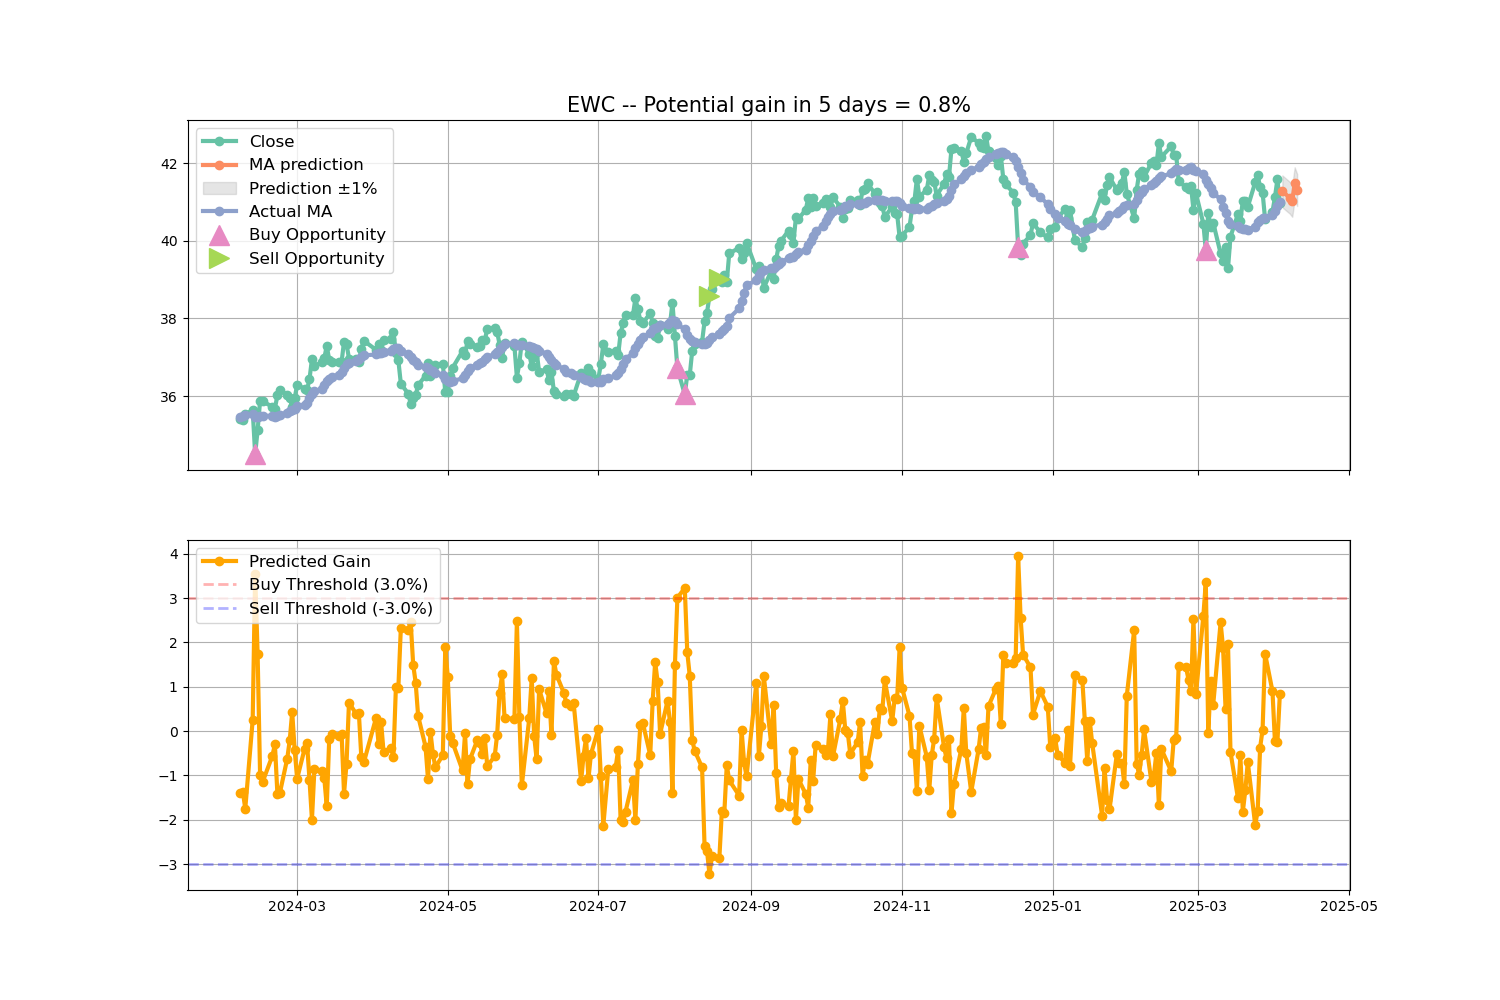 EWC -- Potential gain in 5 days = 0.8%
Close
MA prediction
Prediction ±1%
Actual MA
Buy Opportunity
Sell Opportunity
42
40
38
36
Predicted Gain
Buy Threshold (3.0%)
Sell Threshold (-3.0%)
4
3
2
1
0
−1
−2
−3
2024-03 2024-05 2024-07 2024-09 2024-11 2025-01 2025-03 2025-05